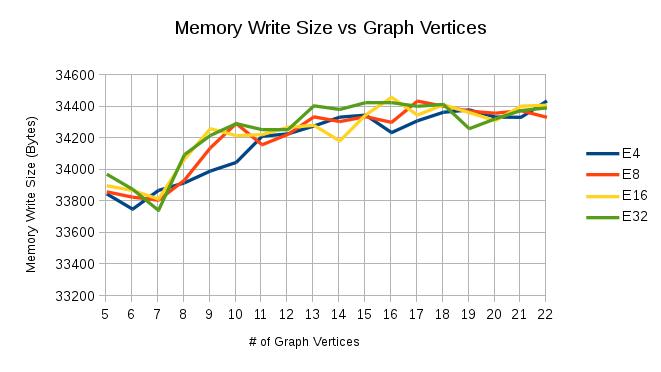 Memory Write Size vs Graph Vertices
Memory Write Size (Bytes)
34600
34400
34200
34000
33800
33600
33400
33200
5 6 7 8 9 10 11 12 13 14 15 16 17 18 19 20 21 22
# of Graph Vertices
E4
E8
E16
E32